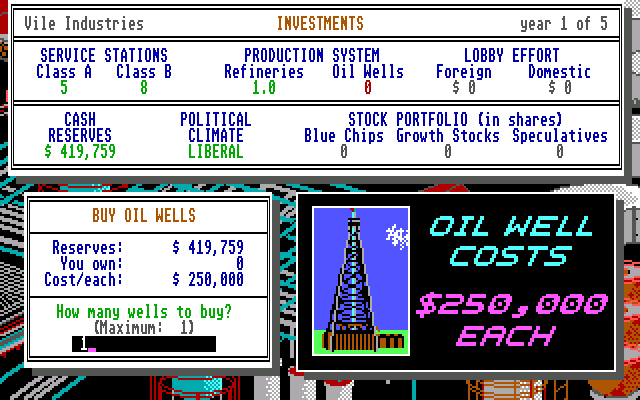 Vile Industries INVESTMENTS year 1 of 5
SERVICE STATIONS PRODUCTION SYSTEM LOBBY EFFORT
Class A Class B Refineries Oil Wells Foreign Domestic
5 8 1.0 0 $ 0 $ 0
CASH POLITICAL STOCK PORTFOLIO (in shares)
RESERVES CLIMATE Blue Chips Growth Stocks Speculatives
$ 419,759 LIBERAL 0 0 0
BUY OIL WELLS
Reserves: $ 419,759
You own: 0
Cost/each: $ 250,000
How many wells to buy?
(Maximum: 1)
1
OIL WELL
COSTS
$250,000
EACH